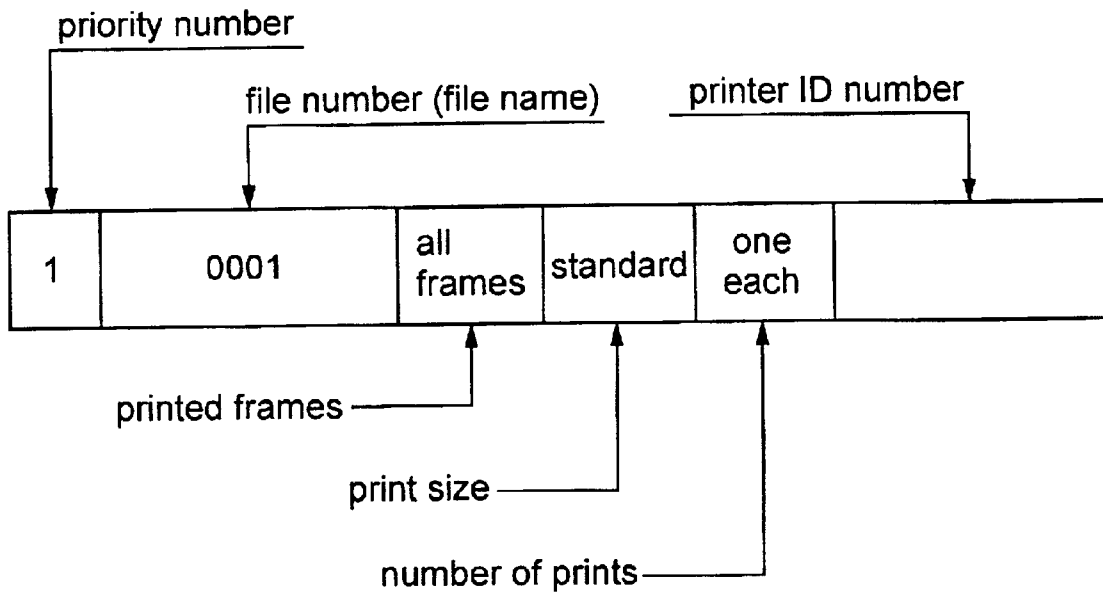 priority number
file number (file name)
printer ID number
1
0001
all
frames
standard
one
each
printed frames
print size
number of prints